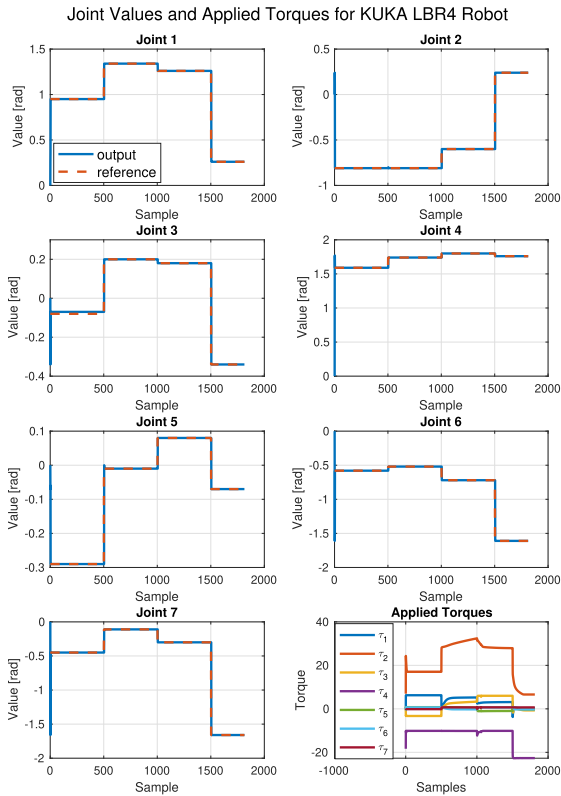 Joint Values and Applied Torques for KUKA LBR4 Robot
Joint 1
Value [rad]
1.5
1
0.5
0
output
reference
0 500 1000 1500 2000
Sample
Joint 2
Value [rad]
0.5
0
-0.5
-1
0 500 1000 1500 2000
Sample
Joint 3
Value [rad]
0.2
0
-0.2
-0.4
0 500 1000 1500 2000
Sample
Joint 4
Value [rad]
2
1.5
1
0.5
0
0 500 1000 1500 2000
Sample
Joint 5
Value [rad]
0.1
0
-0.1
-0.2
-0.3
0 500 1000 1500 2000
Sample
Joint 6
Value [rad]
0
-0.5
-1
-1.5
-2
0 500 1000 1500 2000
Sample
Joint 7
Value [rad]
0
-0.5
-1
-1.5
-2
0 500 1000 1500 2000
Sample
Applied Torques
Torque
40
20
0
-20
τ1
τ2
τ3
τ4
τ5
τ6
τ7
-1000 0 1000 2000
Samples